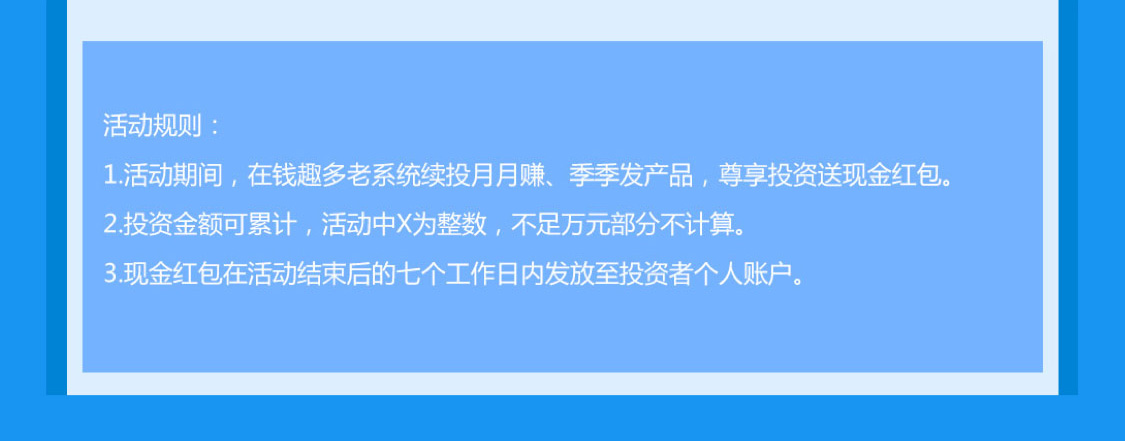 活动规则：
1.活动期间，在钱趣多老系统续投月月赚、季季发产品，尊享投资送现金红包。
2.投资金额可累计，活动中X为整数，不足万元部分不计算。
3.现金红包在活动结束后的七个工作日内发放至投资者个人账户。